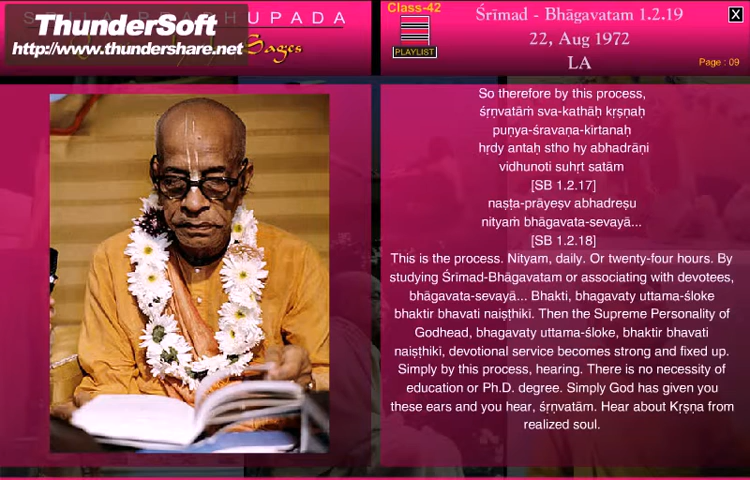 HUPADA
ThunderSoft
http://www.thundershare.net
Sages
Class-42
PLAYLIST
Śrīmad - Bhāgavatam 1.2.19
22, Aug 1972
LA
X
Page : 09
So therefore by this process,
śṛṇvatāṁ sva-kathāḥ kṛṣṇaḥ
puṇya-śravaṇa-kīrtanaḥ
hṛdy antaḥ stho hy abhadrāṇi
vidhunoti suhṛt satām
[SB 1.2.17]
naṣṭa-prāyeṣv abhadreṣu
nityaṁ bhāgavata-sevayā...
[SB 1.2.18]
This is the process. Nityam, daily. Or twenty-four hours. By
studying Śrīmad-Bhāgavatam or associating with devotees,
bhāgavata-sevayā... Bhakti, bhagavaty uttama-śloke
bhaktir bhavati naiṣṭhiki. Then the Supreme Personality of
Godhead, bhagavaty uttama-śloke, bhaktir bhavati
naiṣṭhiki, devotional service becomes strong and fixed up.
Simply by this process, hearing. There is no necessity of
education or Ph.D. degree. Simply God has given you
these ears and you hear, śṛṇvatām. Hear about Kṛṣṇa from
realized soul.